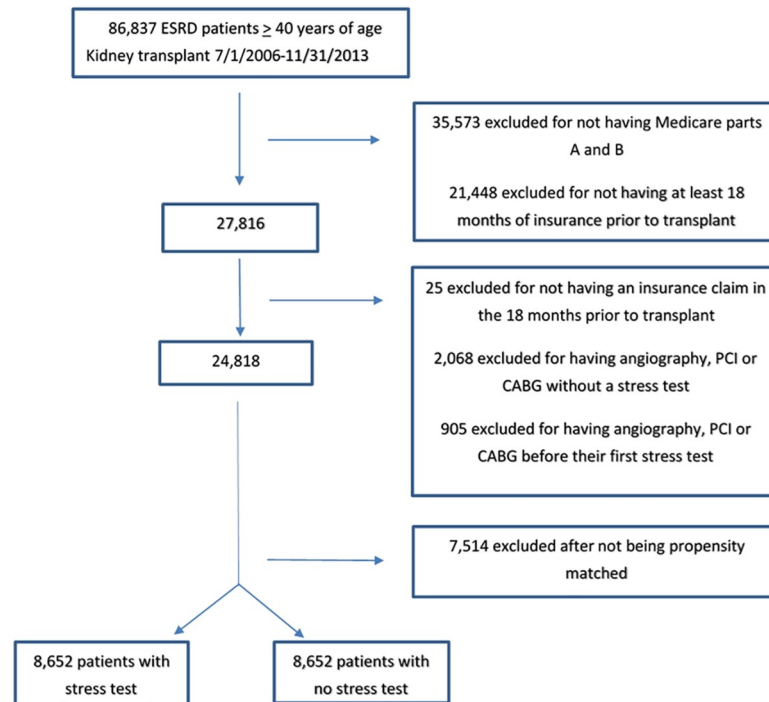 86,837 ESRD patients ≥ 40 years of age
Kidney transplant 7/1/2006-11/31/2013
35,573 excluded for not having Medicare parts
A and B
21,448 excluded for not having at least 18
months of insurance prior to transplant
27,816
25 excluded for not having an insurance claim in
the 18 months prior to transplant
2,068 excluded for having angiography, PCI or
CABG without a stress test
905 excluded for having angiography, PCI or
CABG before their first stress test
24,818
7,514 excluded after not being propensity
matched
8,652 patients with
stress test
8,652 patients with
no stress test